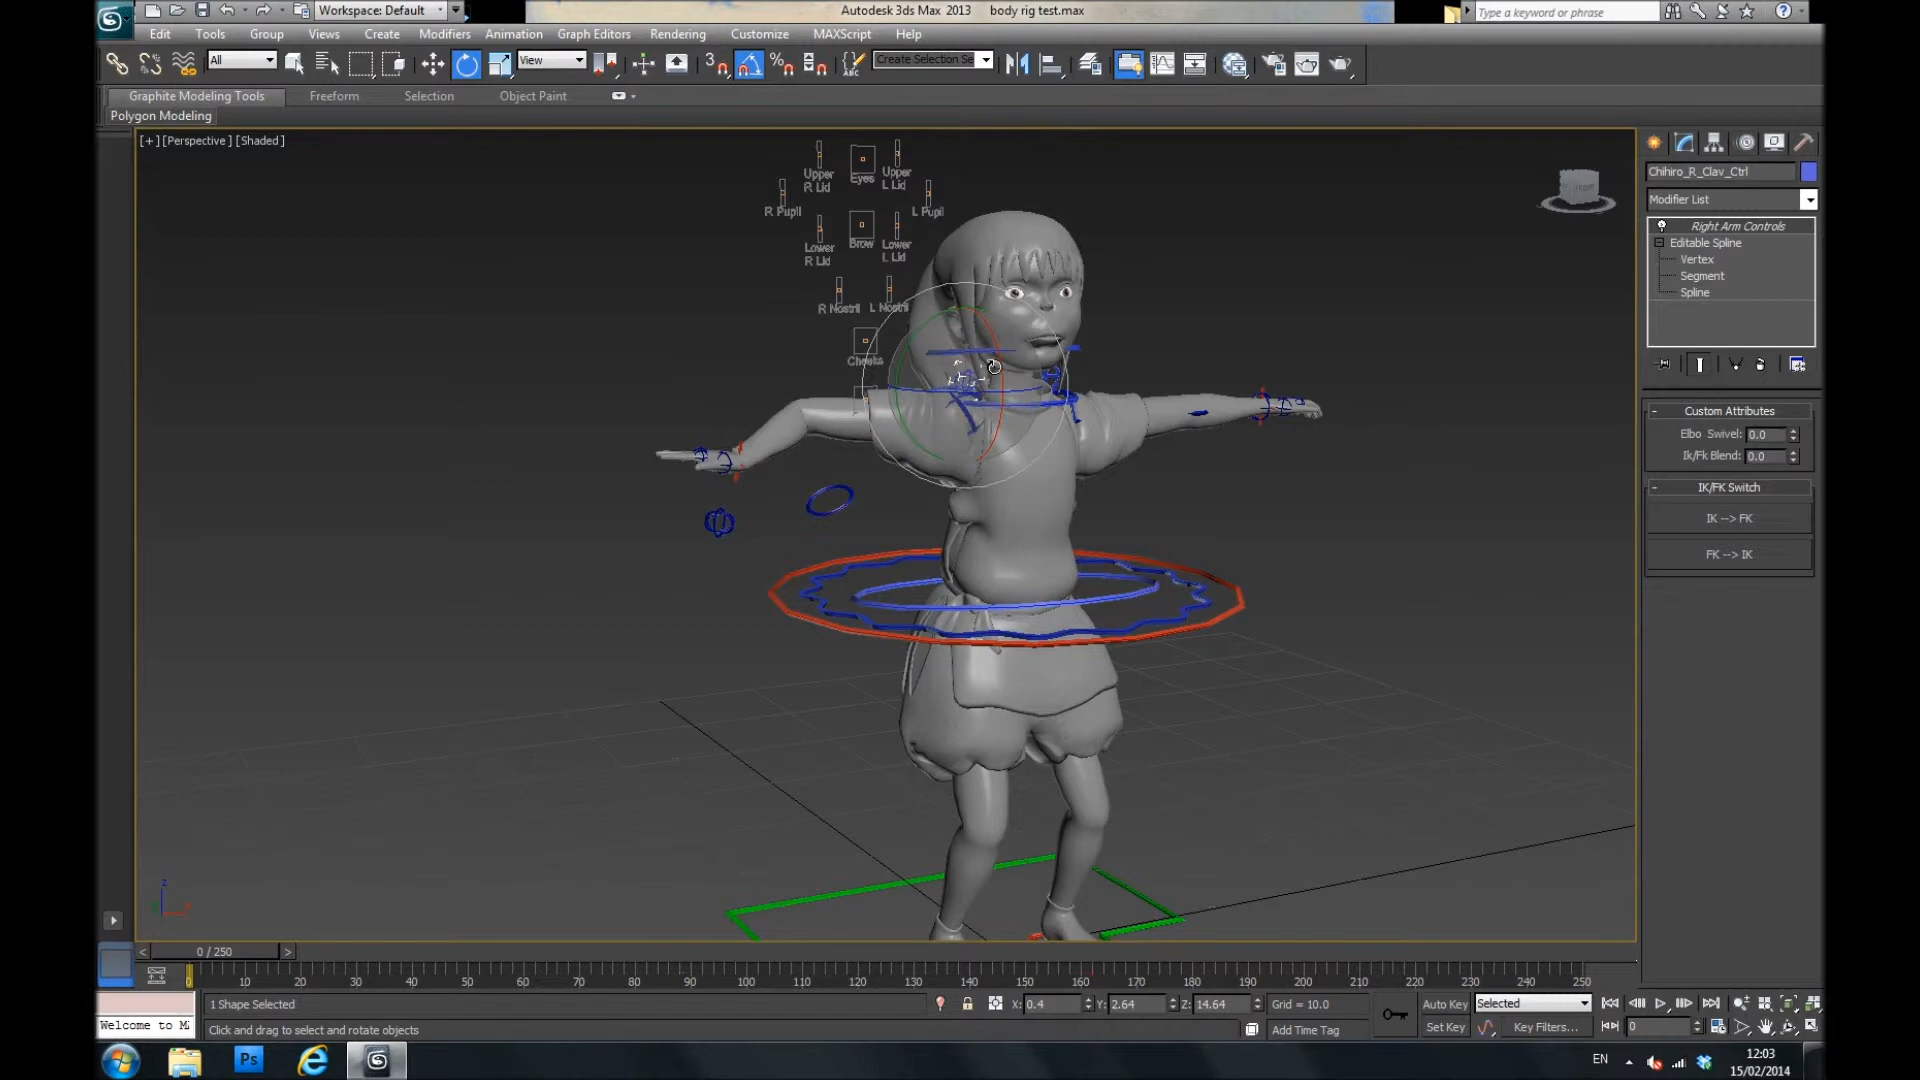 Workspace: Default
Autodesk 3ds Max 2013 body rig test.max
Type a keyword or phrase
Edit Tools Group Views Create Modifiers Animation Graph Editors Rendering Customize MAXScript Help
All
View
3
%
ABC
Create Selection Se
Graphite Modeling Tools Freeform Selection Object Paint
Polygon Modeling
[+] [Perspective] [Shaded]
Upper R Lid
Eyes
Upper L Lid
R Pupil
L Pupil
Lower R Lid
Brow
Lower L Lid
R Nostril
L Nostril
Cheeks
FRONT
z
x
Chihiro_R_Clav_Ctrl
Modifier List
Right Arm Controls
Editable Spline
Vertex
Segment
Spline
- Custom Attributes
Elbo Swivel: 0.0
Ik/Fk Blend: 0.0
- IK/FK Switch
IK --> FK
FK --> IK
< 0 / 250 >
0 10 20 30 40 50 60 70 80 90 100 110 120 130 140 150 160 170 180 190 200 210 220 230 240 250
1 Shape Selected
X: 0.4 Y: 2.64 Z: 14.64 Grid = 10.0
Auto Key Selected
Welcome to M
Click and drag to select and rotate objects
Add Time Tag
Set Key Key Filters... 0
Ps
EN
12:03
15/02/2014